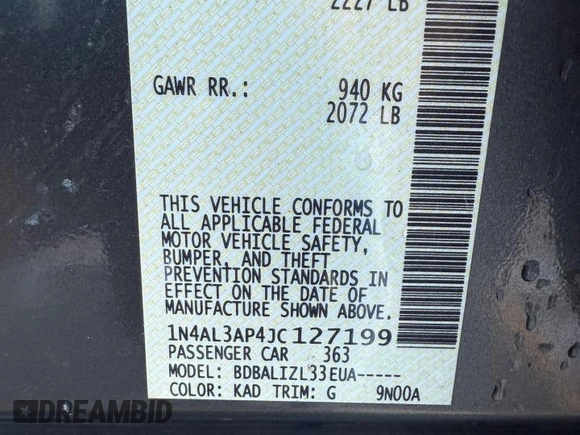 2227 LB
GAWR RR.: 940 KG
2072 LB
THIS VEHICLE CONFORMS TO
ALL APPLICABLE FEDERAL
MOTOR VEHICLE SAFETY,
BUMPER, AND THEFT
PREVENTION STANDARDS IN
EFFECT ON THE DATE OF
MANUFACTURE SHOWN ABOVE.
1N4AL3AP4JC127199
PASSENGER CAR 363
MODEL: BDBALIZL33EUA-----
COLOR: KAD TRIM: G 9N00A
DREAMBID